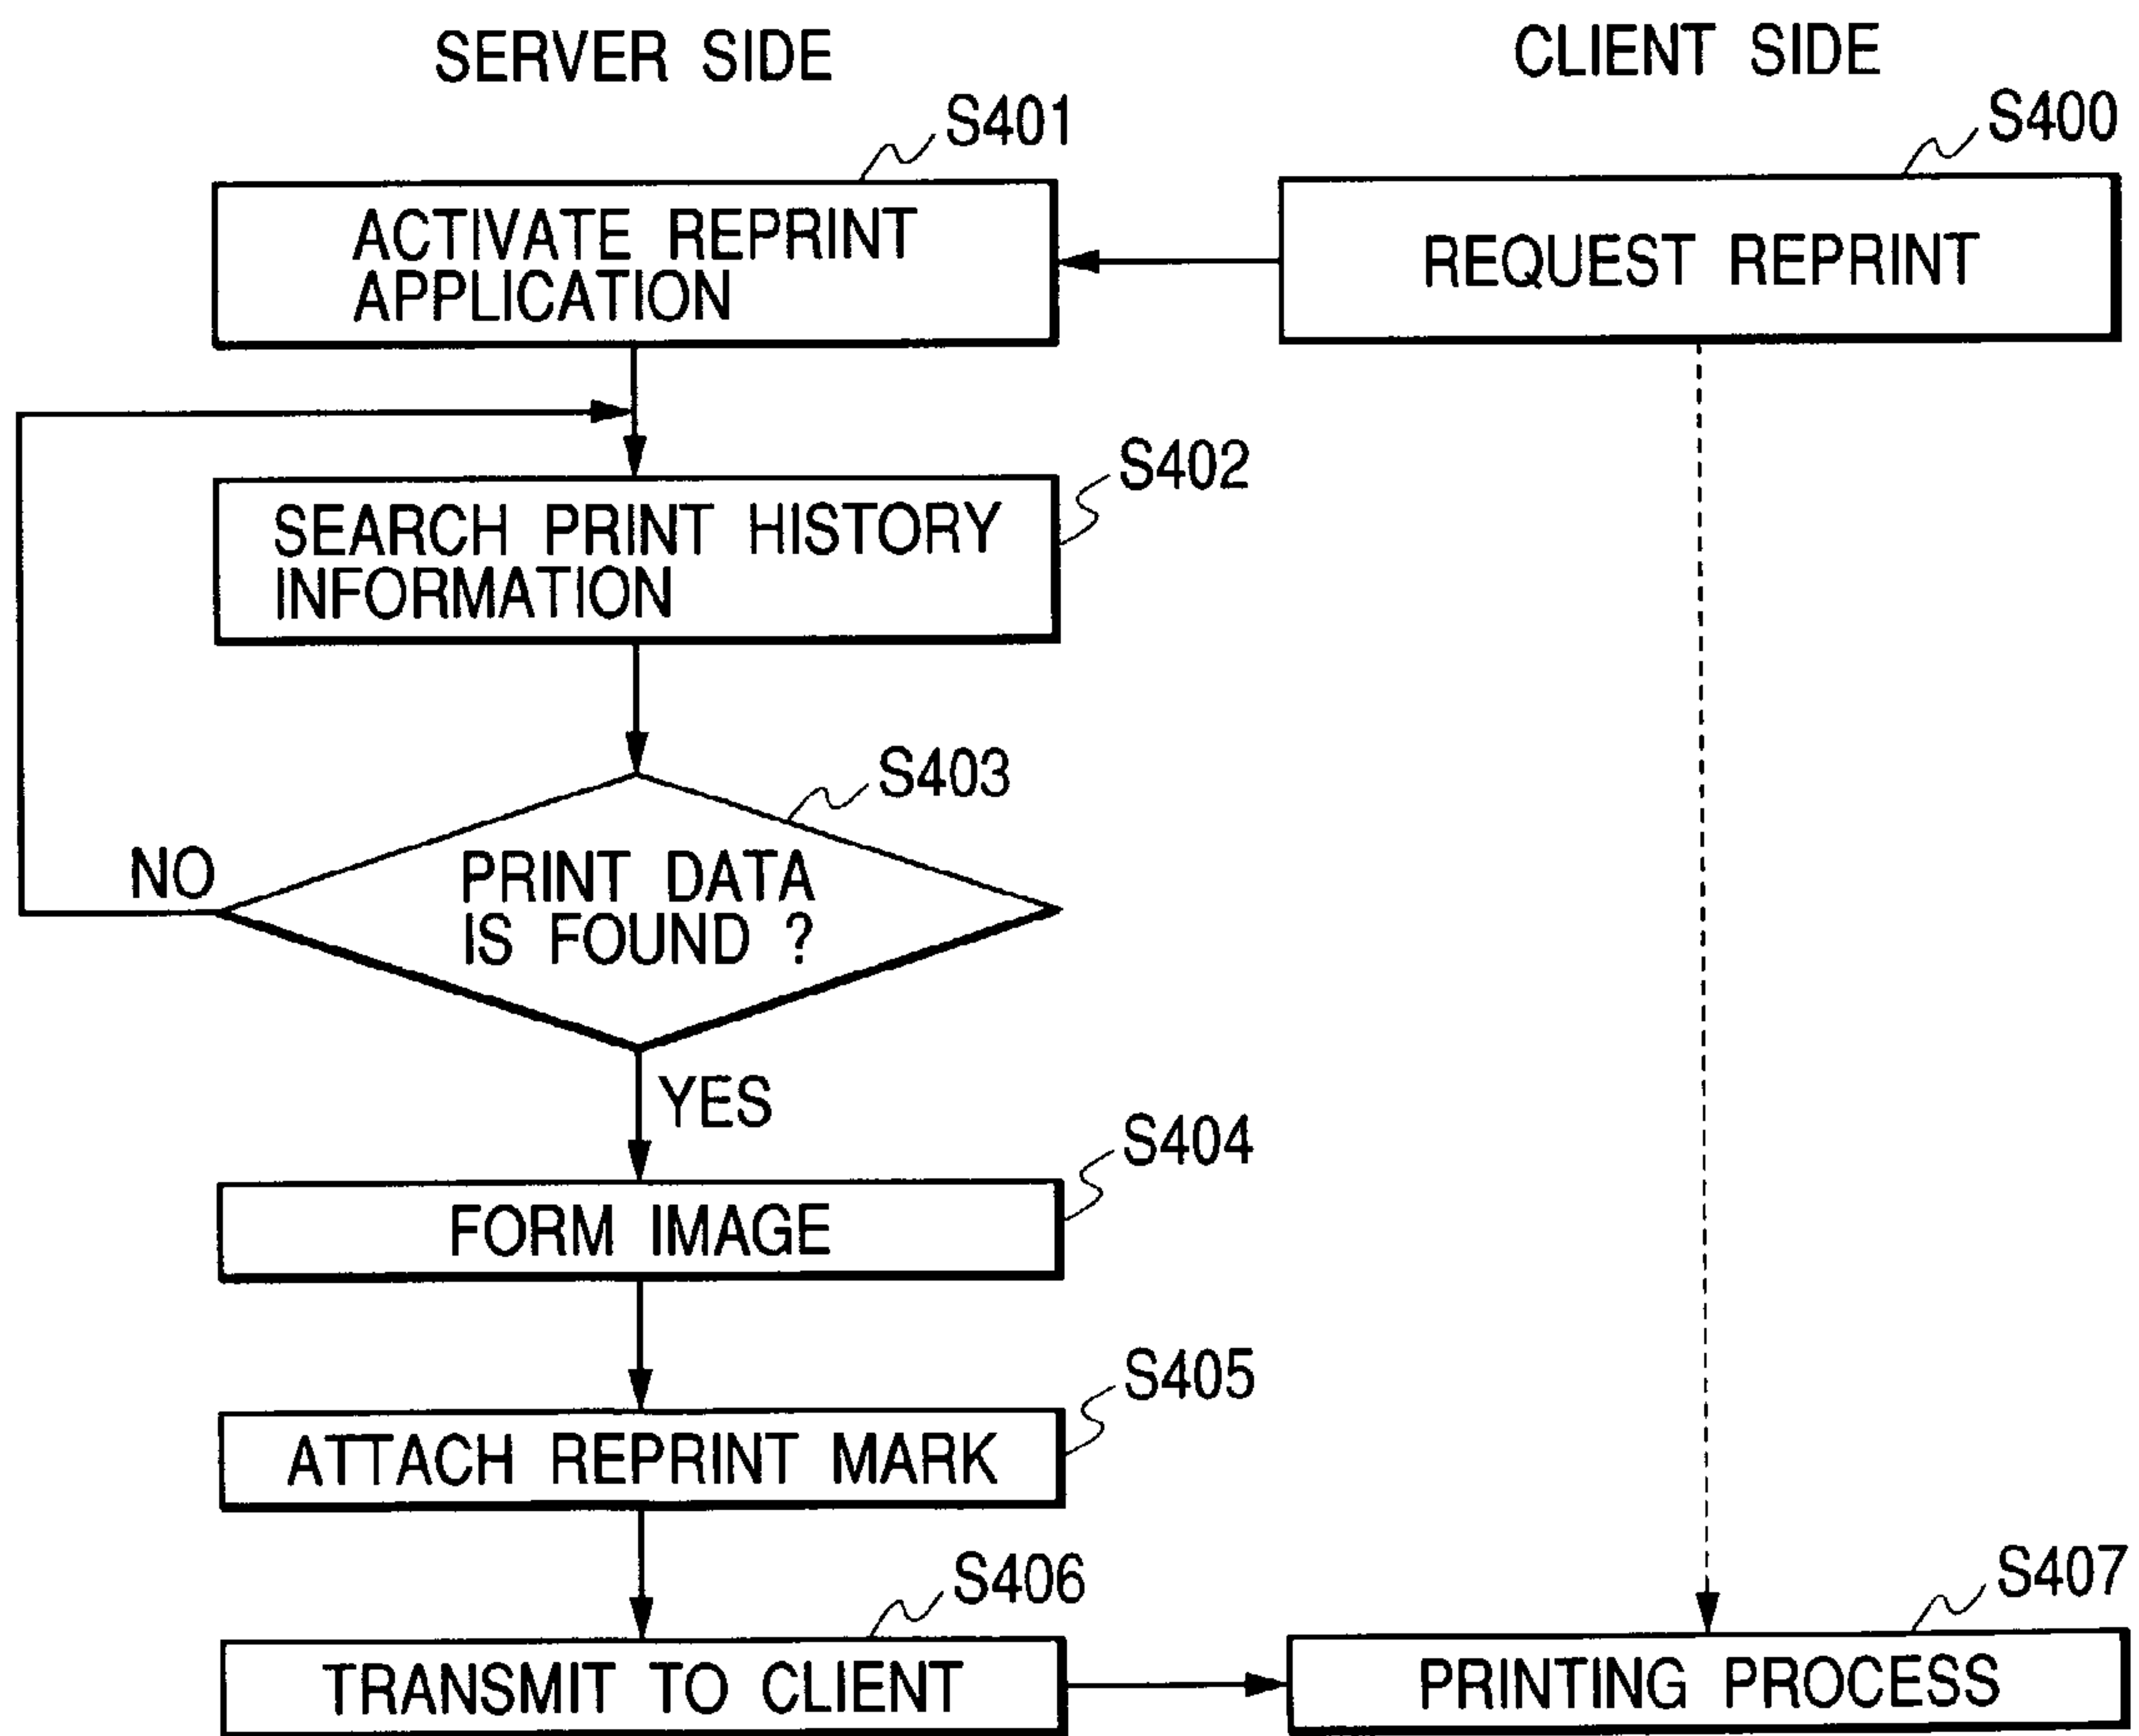 SERVER SIDE
CLIENT SIDE
S401
S400
ACTIVATE REPRINT
APPLICATION
REQUEST REPRINT
S402
SEARCH PRINT HISTORY
INFORMATION
S403
NO
PRINT DATA
IS FOUND ?
YES
S404
FORM IMAGE
S405
ATTACH REPRINT MARK
S406
S407
TRANSMIT TO CLIENT
PRINTING PROCESS